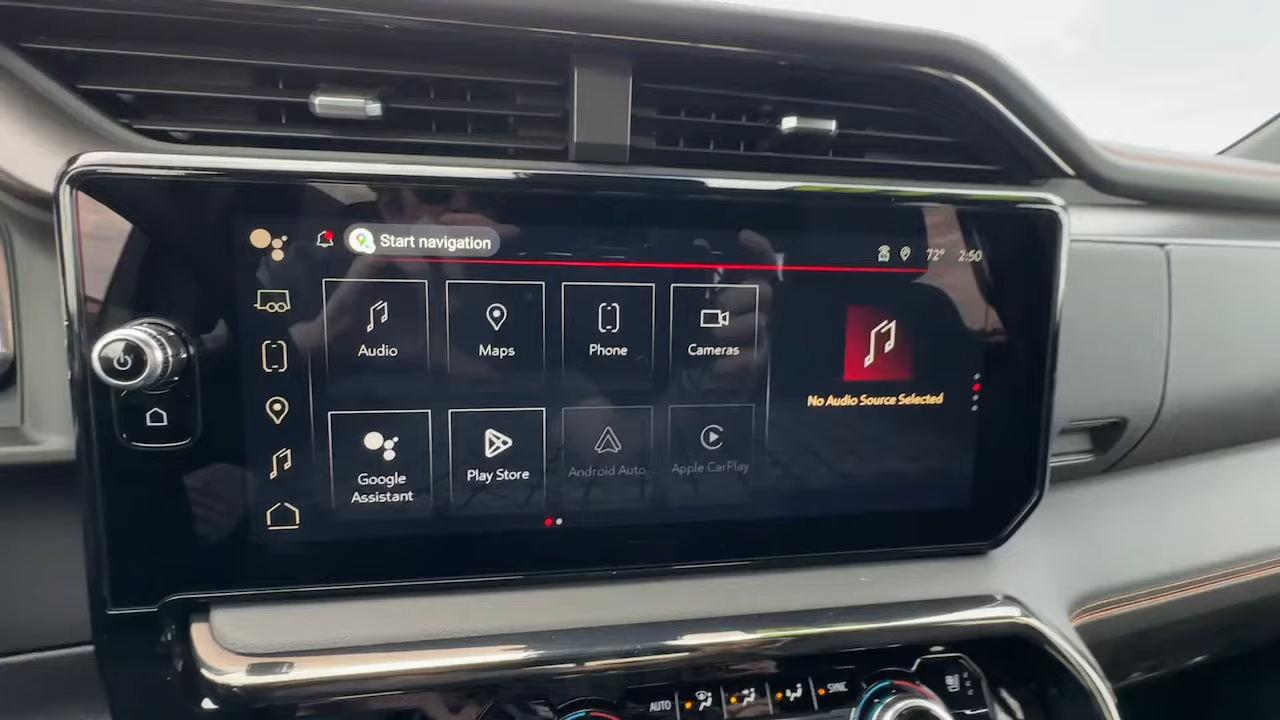 Start navigation
72° 2:50
Audio
Maps
Phone
Cameras
No Audio Source Selected
Google
Assistant
Play Store
Android Auto
Apple CarPlay
AUTO
SYNC